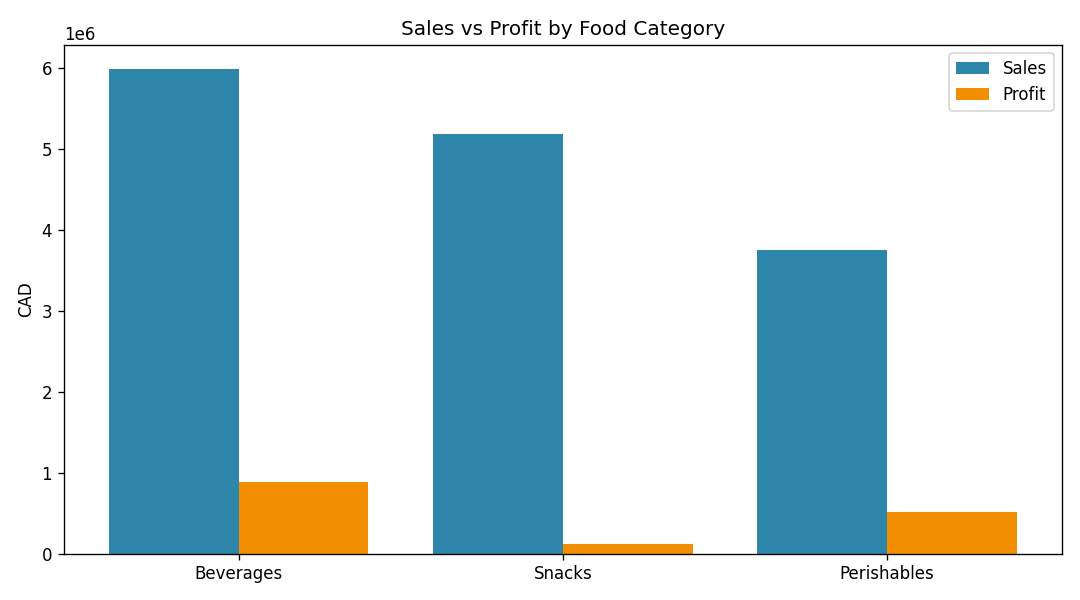 Sales vs Profit by Food Category
1e6
Sales
Profit
6
5
4
3
2
1
0
CAD
Beverages
Snacks
Perishables